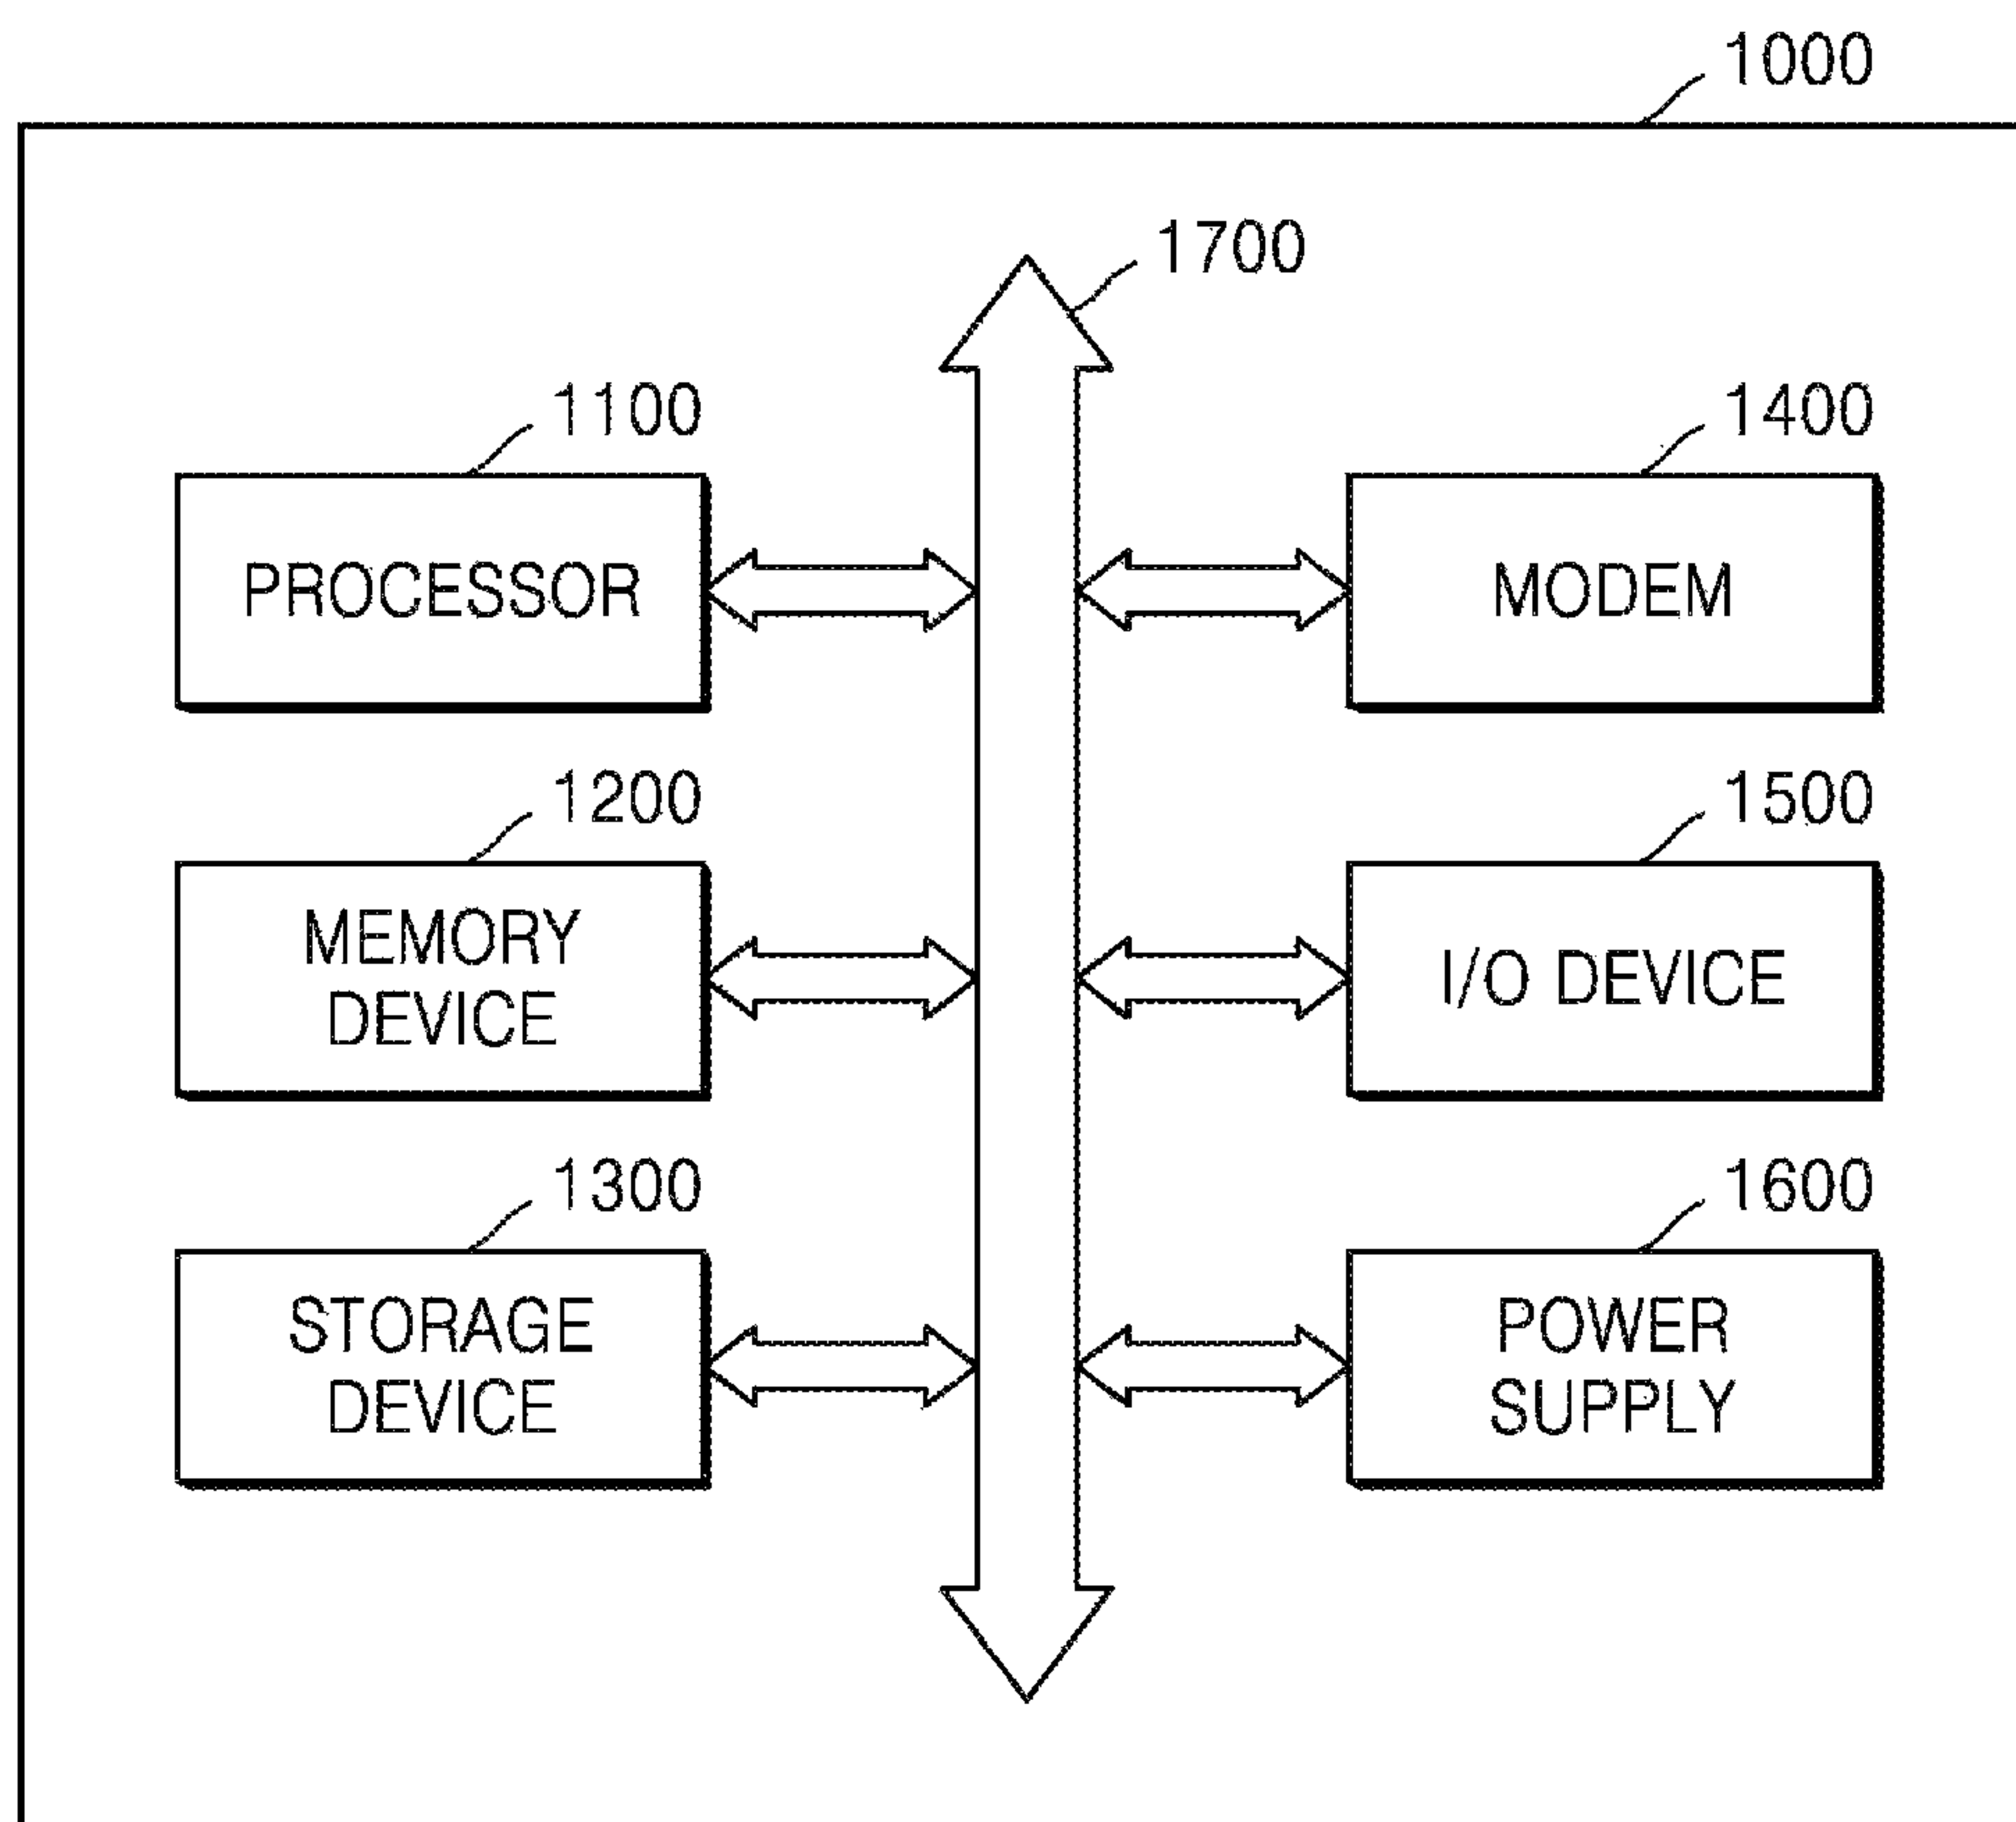 1000
1700
1100
1400
PROCESSOR
MODEM
1200
1500
MEMORY
DEVICE
I/O DEVICE
1300
1600
STORAGE
DEVICE
POWER
SUPPLY